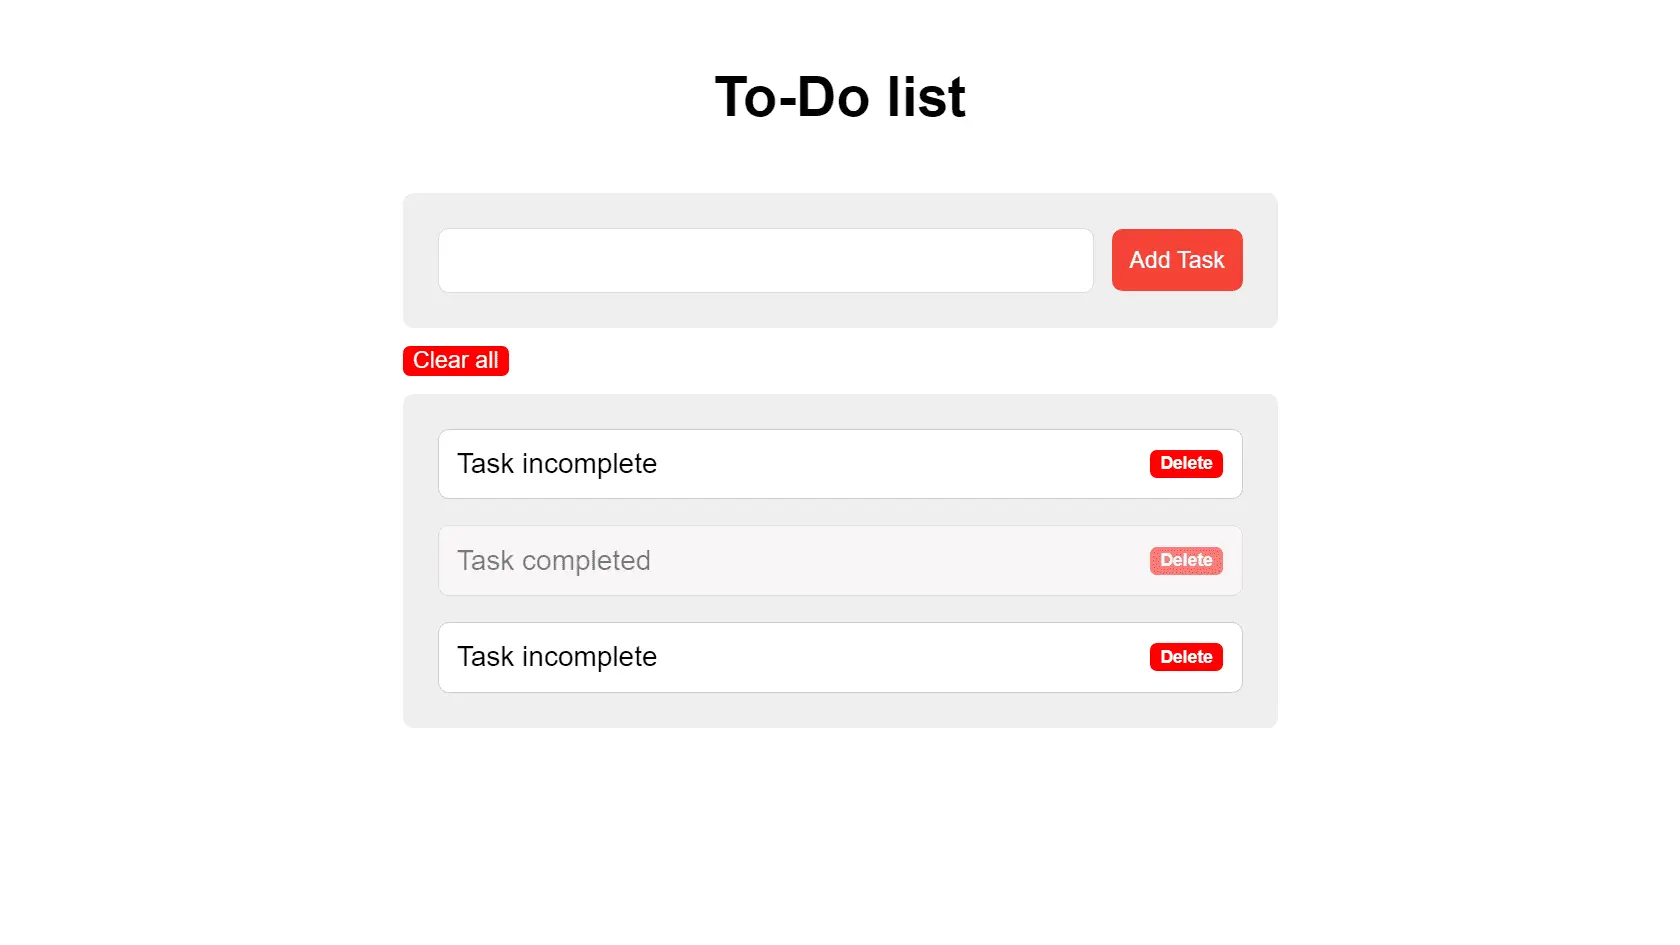 To-Do list
Add Task
Clear all
Task incomplete Delete
Task completed Delete
Task incomplete Delete